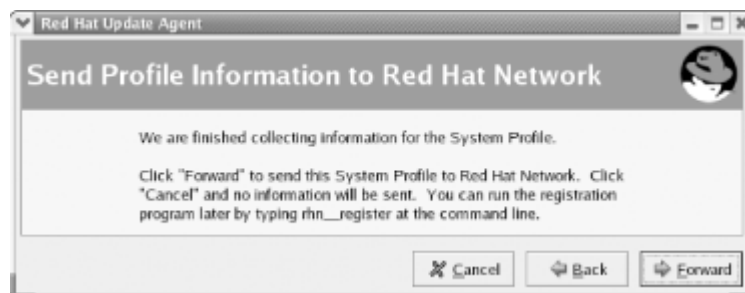 Red Hat Update Agent
Send Profile Information to Red Hat Network
We are finished collecting information for the System Profile.
Click "Forward" to send this System Profile to Red Hat Network. Click
"Cancel" and no information will be sent. You can run the registration
program later by typing rhn__register at the command line.
Cancel
Back
Forward